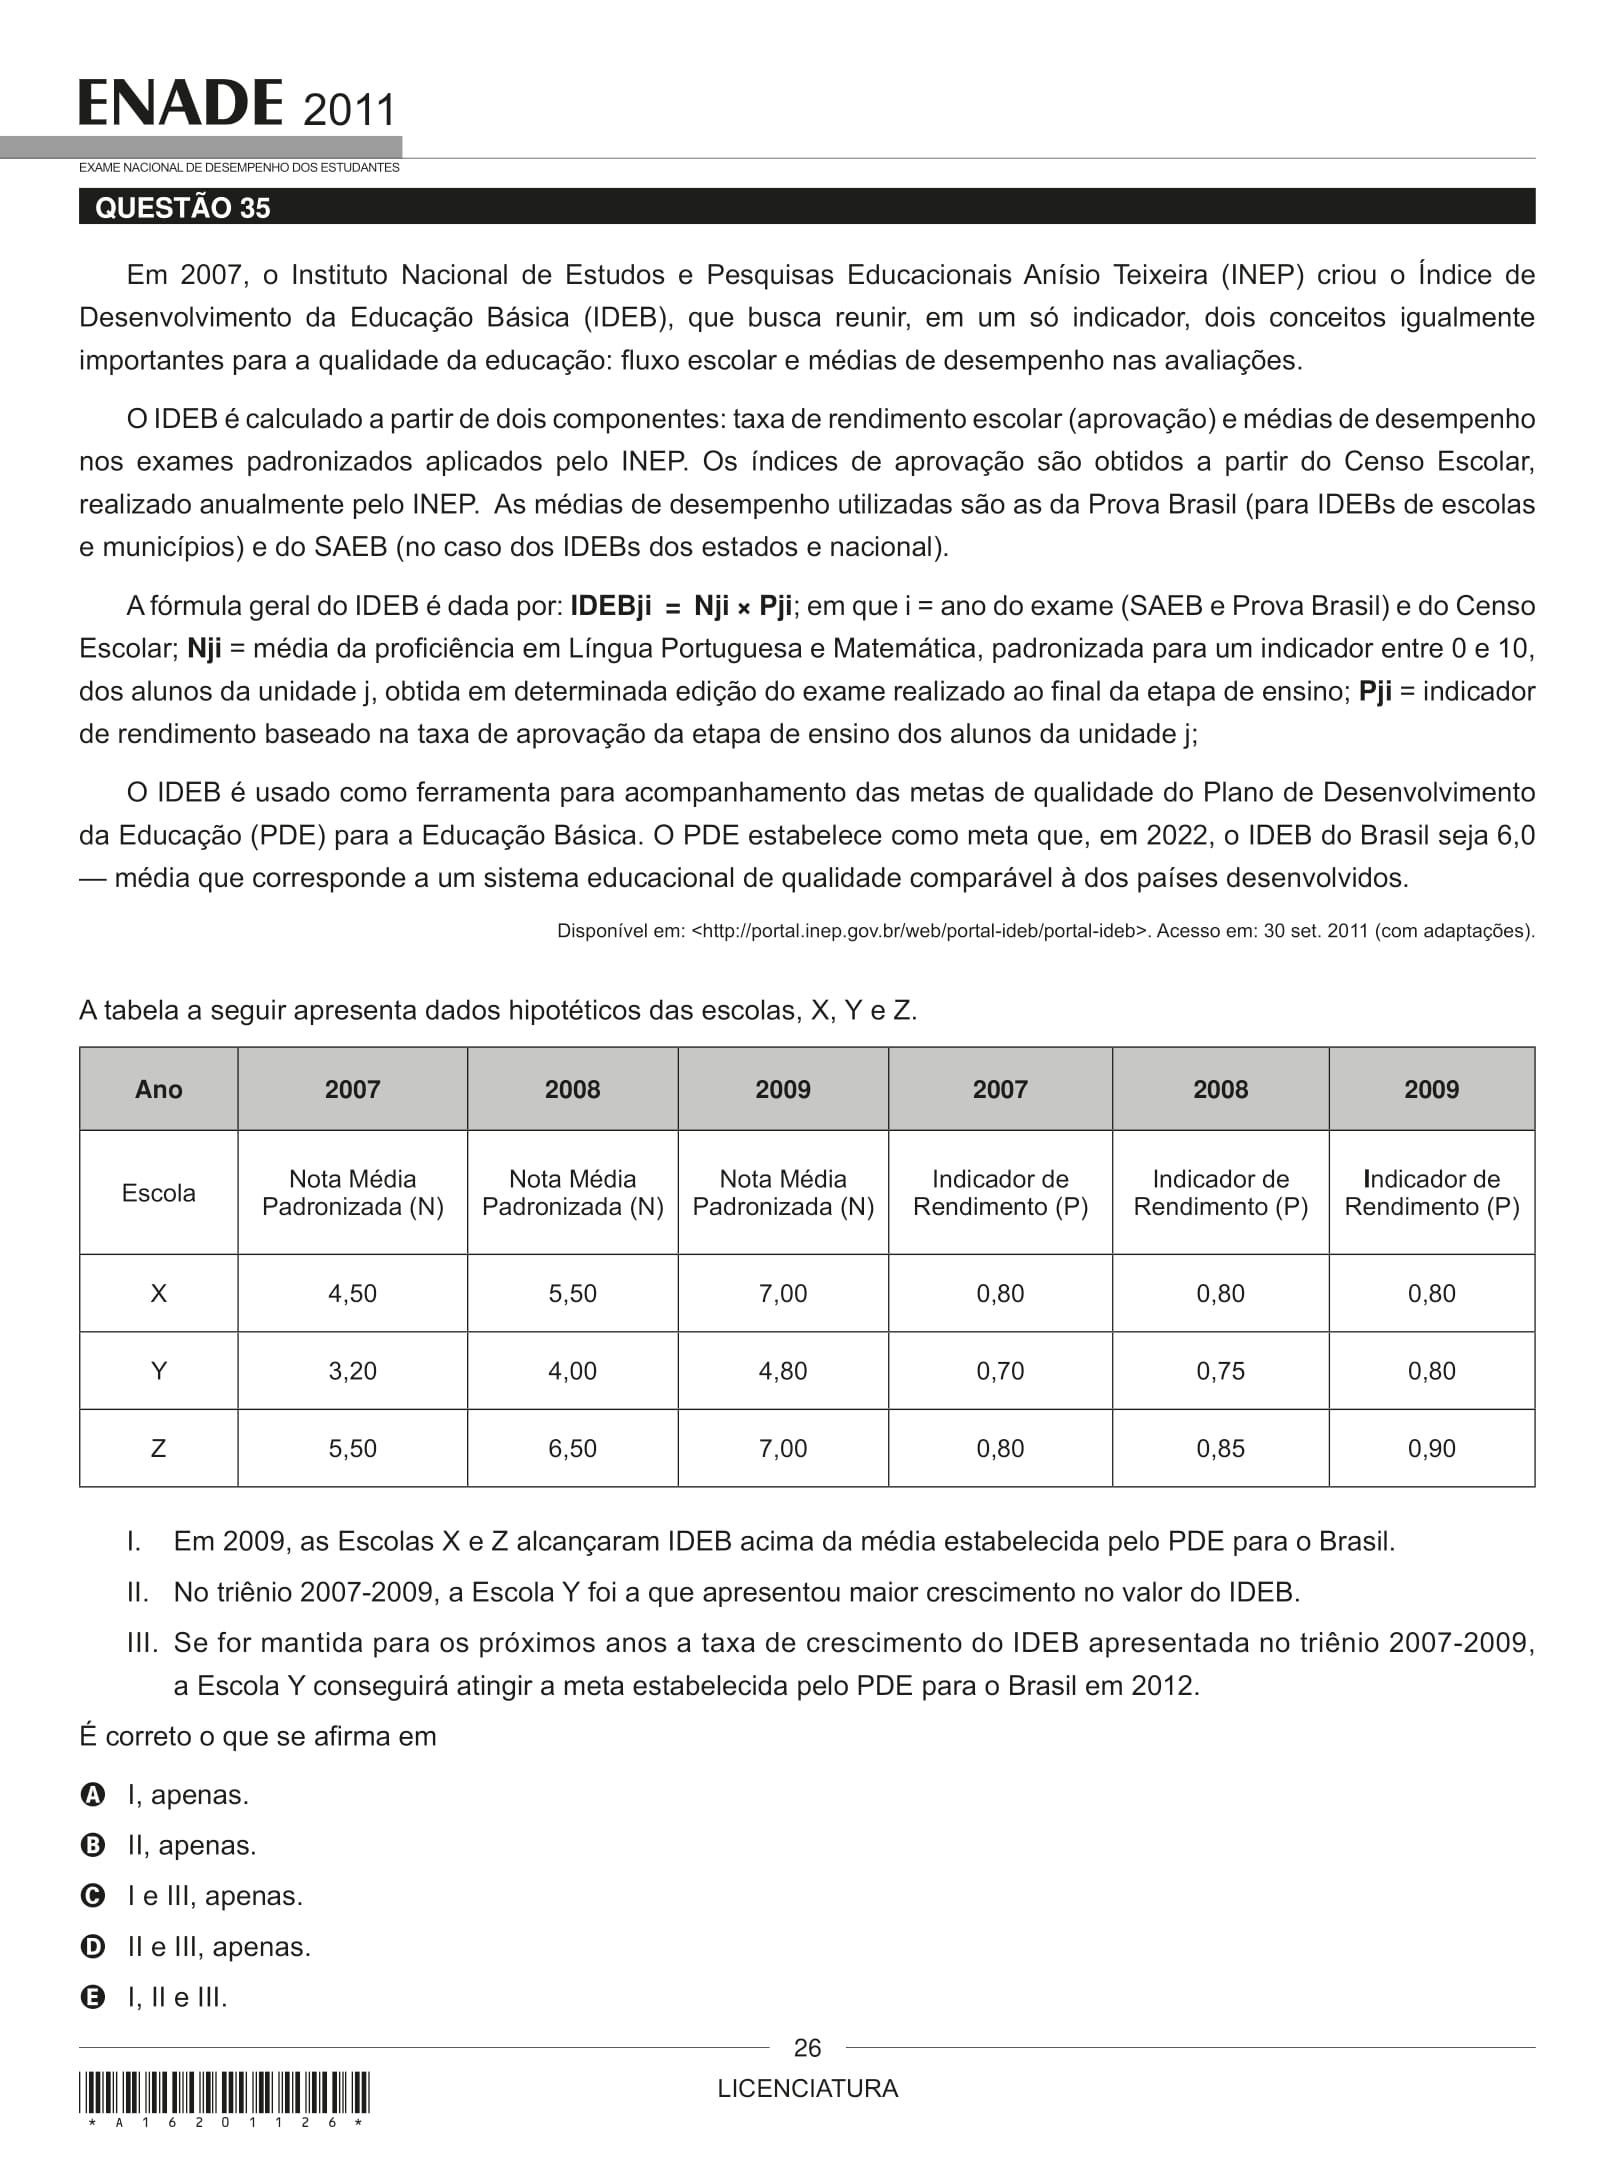 ENADE 2011
EXAME NACIONAL DE DESEMPENHO DOS ESTUDANTES
QUESTÃO 35
Em 2007, o Instituto Nacional de Estudos e Pesquisas Educacionais Anísio Teixeira (INEP) criou o Índice de
Desenvolvimento da Educação Básica (IDEB), que busca reunir, em um só indicador, dois conceitos igualmente
importantes para a qualidade da educação: fluxo escolar e médias de desempenho nas avaliações.
O IDEB é calculado a partir de dois componentes: taxa de rendimento escolar (aprovação) e médias de desempenho
nos exames padronizados aplicados pelo INEP. Os índices de aprovação são obtidos a partir do Censo Escolar,
realizado anualmente pelo INEP. As médias de desempenho utilizadas são as da Prova Brasil (para IDEBs de escolas
e municípios) e do SAEB (no caso dos IDEBs dos estados e nacional).
A fórmula geral do IDEB é dada por: IDEBji = Nji × Pji; em que i = ano do exame (SAEB e Prova Brasil) e do Censo
Escolar; Nji = média da proficiência em Língua Portuguesa e Matemática, padronizada para um indicador entre 0 e 10,
dos alunos da unidade j, obtida em determinada edição do exame realizado ao final da etapa de ensino; Pji = indicador
de rendimento baseado na taxa de aprovação da etapa de ensino dos alunos da unidade j;
O IDEB é usado como ferramenta para acompanhamento das metas de qualidade do Plano de Desenvolvimento
da Educação (PDE) para a Educação Básica. O PDE estabelece como meta que, em 2022, o IDEB do Brasil seja 6,0
— média que corresponde a um sistema educacional de qualidade comparável à dos países desenvolvidos.
Disponível em: <http://portal.inep.gov.br/web/portal-ideb/portal-ideb>. Acesso em: 30 set. 2011 (com adaptações).
A tabela a seguir apresenta dados hipotéticos das escolas, X, Y e Z.
Ano 2007 2008 2009 2007 2008 2009
Escola Nota Média Padronizada (N) Nota Média Padronizada (N) Nota Média Padronizada (N) Indicador de Rendimento (P) Indicador de Rendimento (P) Indicador de Rendimento (P)
X 4,50 5,50 7,00 0,80 0,80 0,80
Y 3,20 4,00 4,80 0,70 0,75 0,80
Z 5,50 6,50 7,00 0,80 0,85 0,90
I. Em 2009, as Escolas X e Z alcançaram IDEB acima da média estabelecida pelo PDE para o Brasil.
II. No triênio 2007-2009, a Escola Y foi a que apresentou maior crescimento no valor do IDEB.
III. Se for mantida para os próximos anos a taxa de crescimento do IDEB apresentada no triênio 2007-2009,
a Escola Y conseguirá atingir a meta estabelecida pelo PDE para o Brasil em 2012.
É correto o que se afirma em
A I, apenas.
B II, apenas.
C I e III, apenas.
D II e III, apenas.
E I, II e III.
26
LICENCIATURA
* A 1 6 2 0 1 1 2 6 *